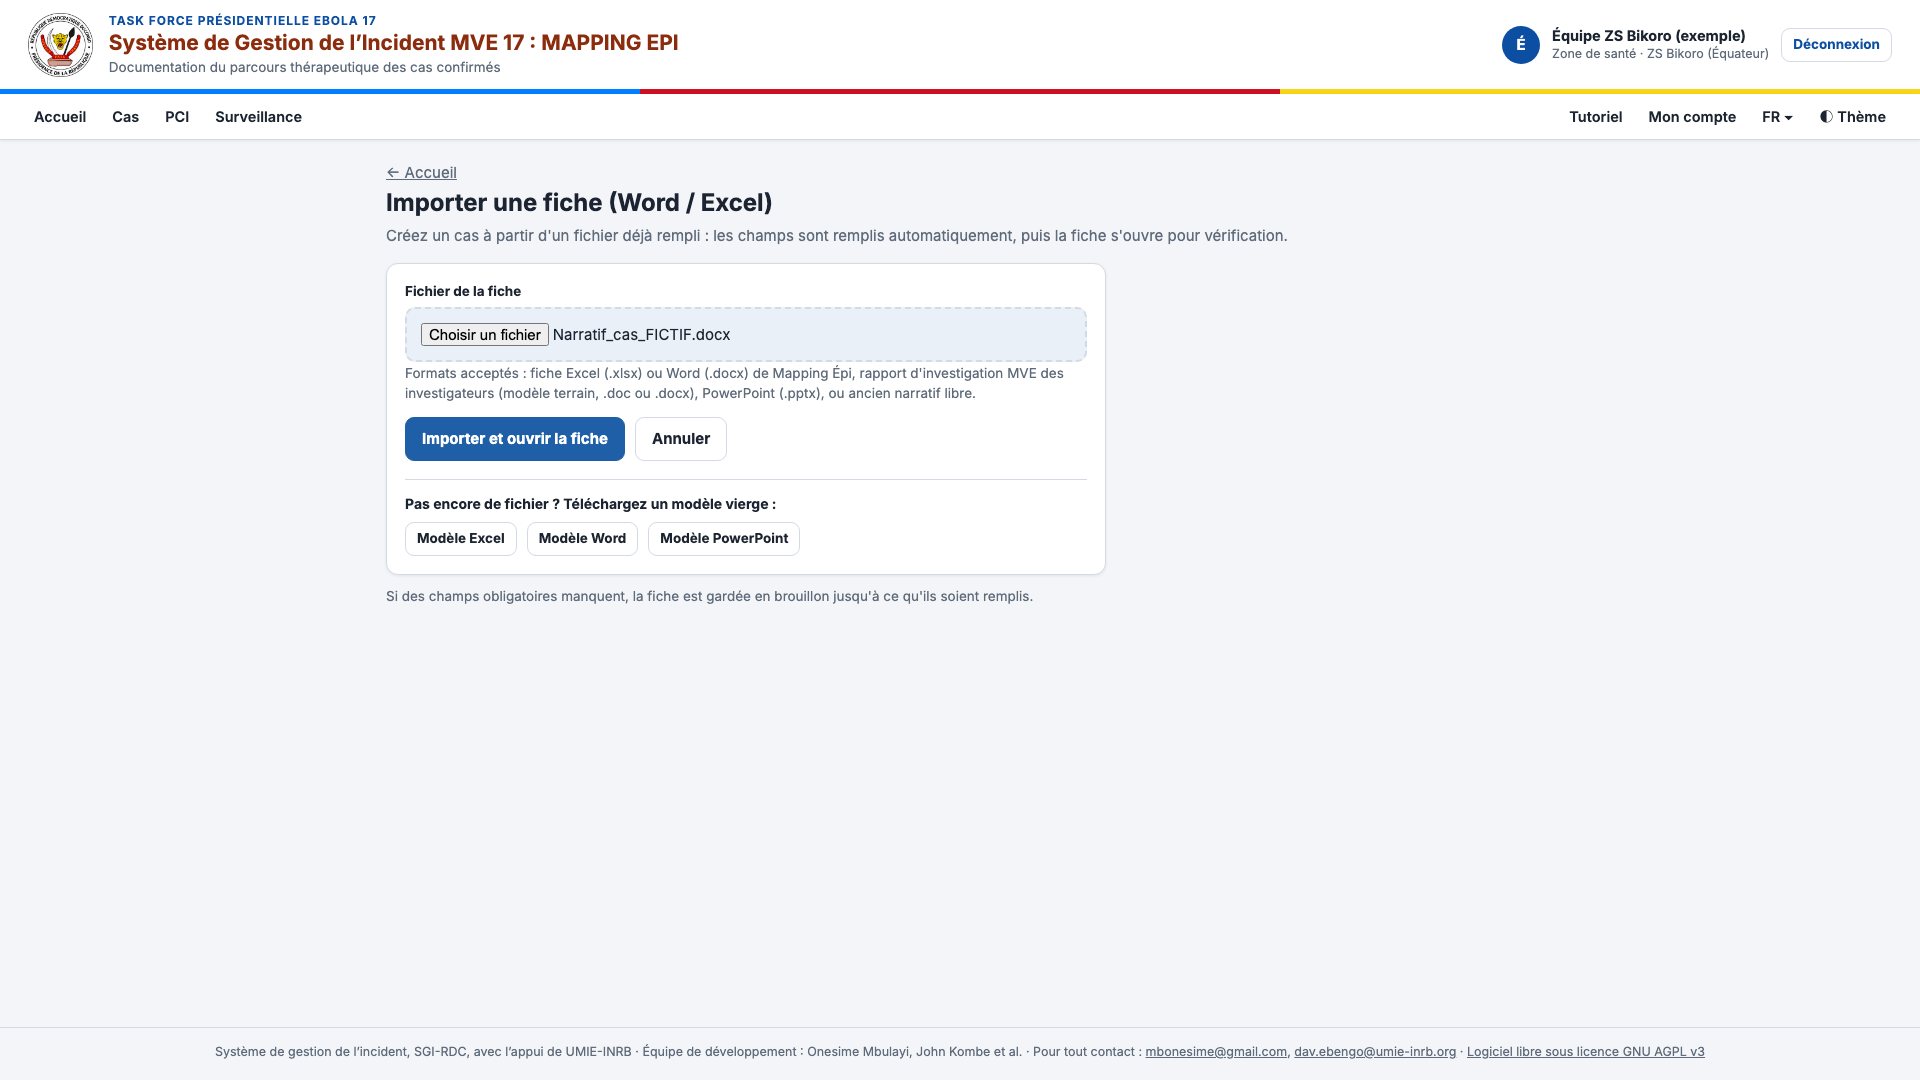 TASK FORCE PRÉSIDENTIELLE EBOLA 17
Système de Gestion de l’Incident MVE 17 : MAPPING EPI
Documentation du parcours thérapeutique des cas confirmés
É
Équipe ZS Bikoro (exemple)
Zone de santé · ZS Bikoro (Équateur)
Déconnexion
Accueil Cas PCI Surveillance
Tutoriel Mon compte FR Thème
← Accueil
Importer une fiche (Word / Excel)
Créez un cas à partir d'un fichier déjà rempli : les champs sont remplis automatiquement, puis la fiche s'ouvre pour vérification.
Fichier de la fiche
Choisir un fichier Narratif_cas_FICTIF.docx
Formats acceptés : fiche Excel (.xlsx) ou Word (.docx) de Mapping Épi, rapport d'investigation MVE des
investigateurs (modèle terrain, .doc ou .docx), PowerPoint (.pptx), ou ancien narratif libre.
Importer et ouvrir la fiche Annuler
Pas encore de fichier ? Téléchargez un modèle vierge :
Modèle Excel Modèle Word Modèle PowerPoint
Si des champs obligatoires manquent, la fiche est gardée en brouillon jusqu'à ce qu'ils soient remplis.
Système de gestion de l’incident, SGI-RDC, avec l’appui de UMIE-INRB · Équipe de développement : Onesime Mbulayi, John Kombe et al. · Pour tout contact : mbonesime@gmail.com, dav.ebengo@umie-inrb.org · Logiciel libre sous licence GNU AGPL v3